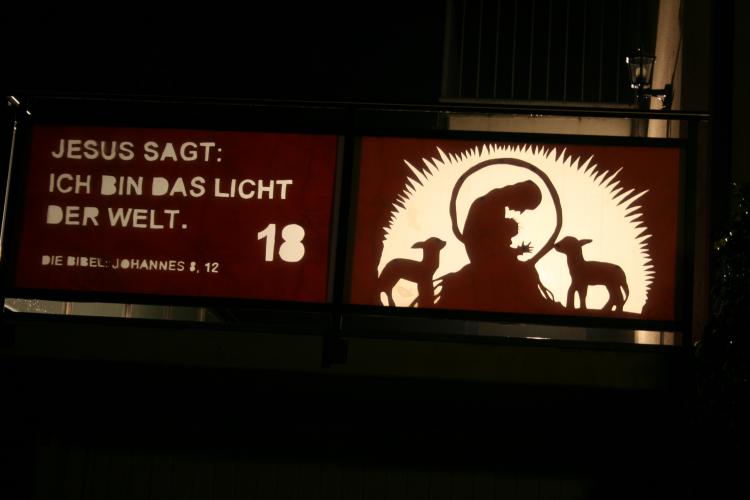 JESUS SAGT:
ICH BIN DAS LICHT
DER WELT.
18
DIE BIBEL: JOHANNES 8, 12